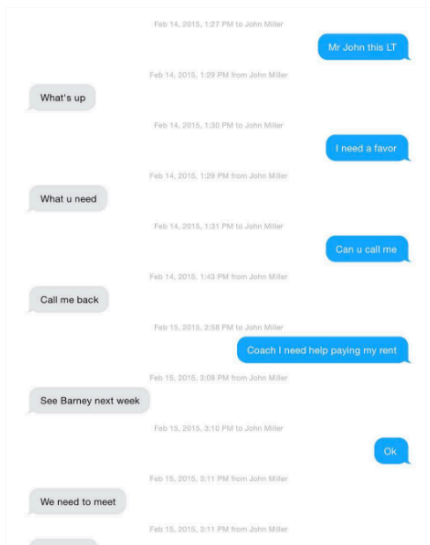 Feb 14, 2015, 1:27 PM to John Miller
Mr John this LT
Feb 14, 2015, 1:29 PM from John Miller
What's up
Feb 14, 2015, 1:30 PM to John Miller
I need a favor
Feb 14, 2015, 1:29 PM from John Miller
What u need
Feb 14, 2015, 1:31 PM to John Miller
Can u call me
Feb 14, 2015, 1:43 PM from John Miller
Call me back
Feb 15, 2015, 2:58 PM to John Miller
Coach I need help paying my rent
Feb 15, 2015, 3:08 PM from John Miller
See Barney next week
Feb 15, 2015, 3:10 PM to John Miller
Ok
Feb 15, 2015, 3:11 PM from John Miller
We need to meet
Feb 15, 2015, 3:11 PM from John Miller